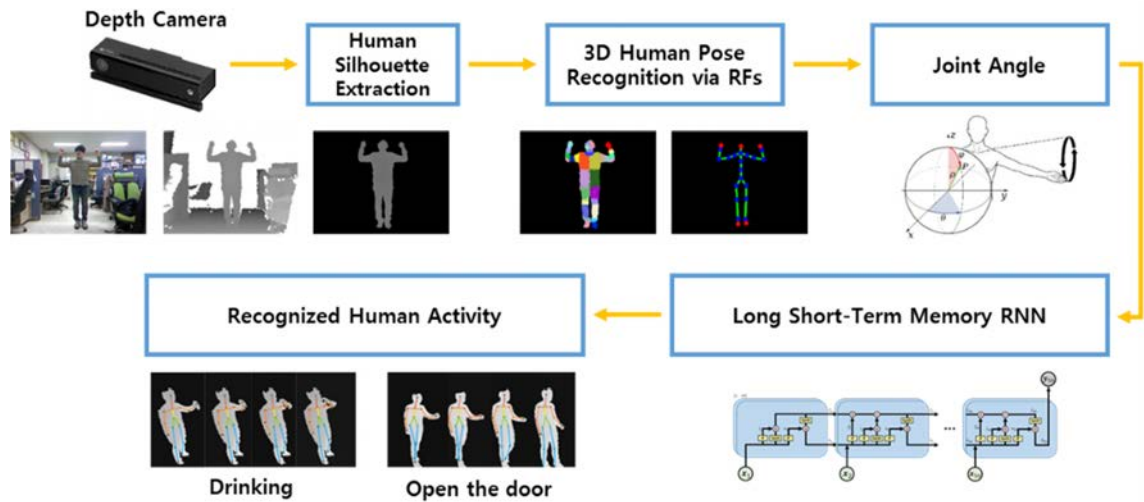 Depth Camera
Human
Silhouette
Extraction
3D Human Pose
Recognition via RFs
Joint Angle
z
y
x
θ
Recognized Human Activity
Long Short-Term Memory RNN
...
Drinking
Open the door